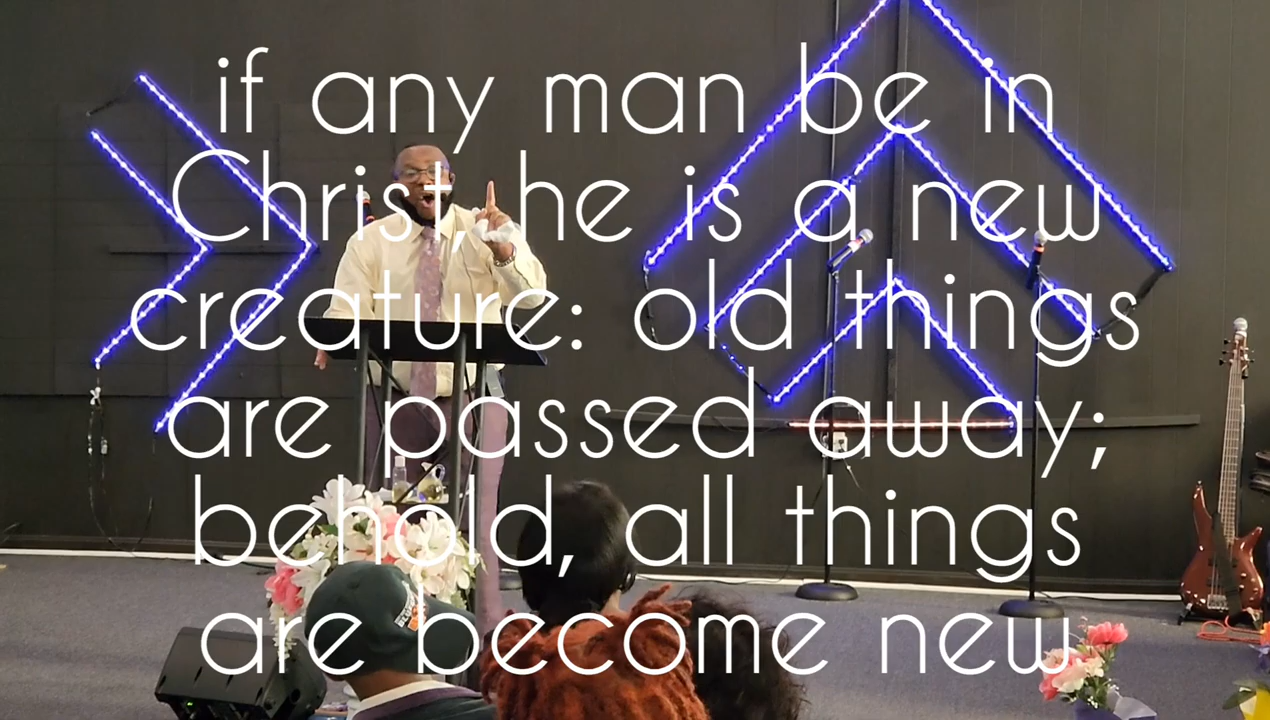 if any man be in
Christ, he is a new
creature: old things
are passed away;
behold, all things
are become new